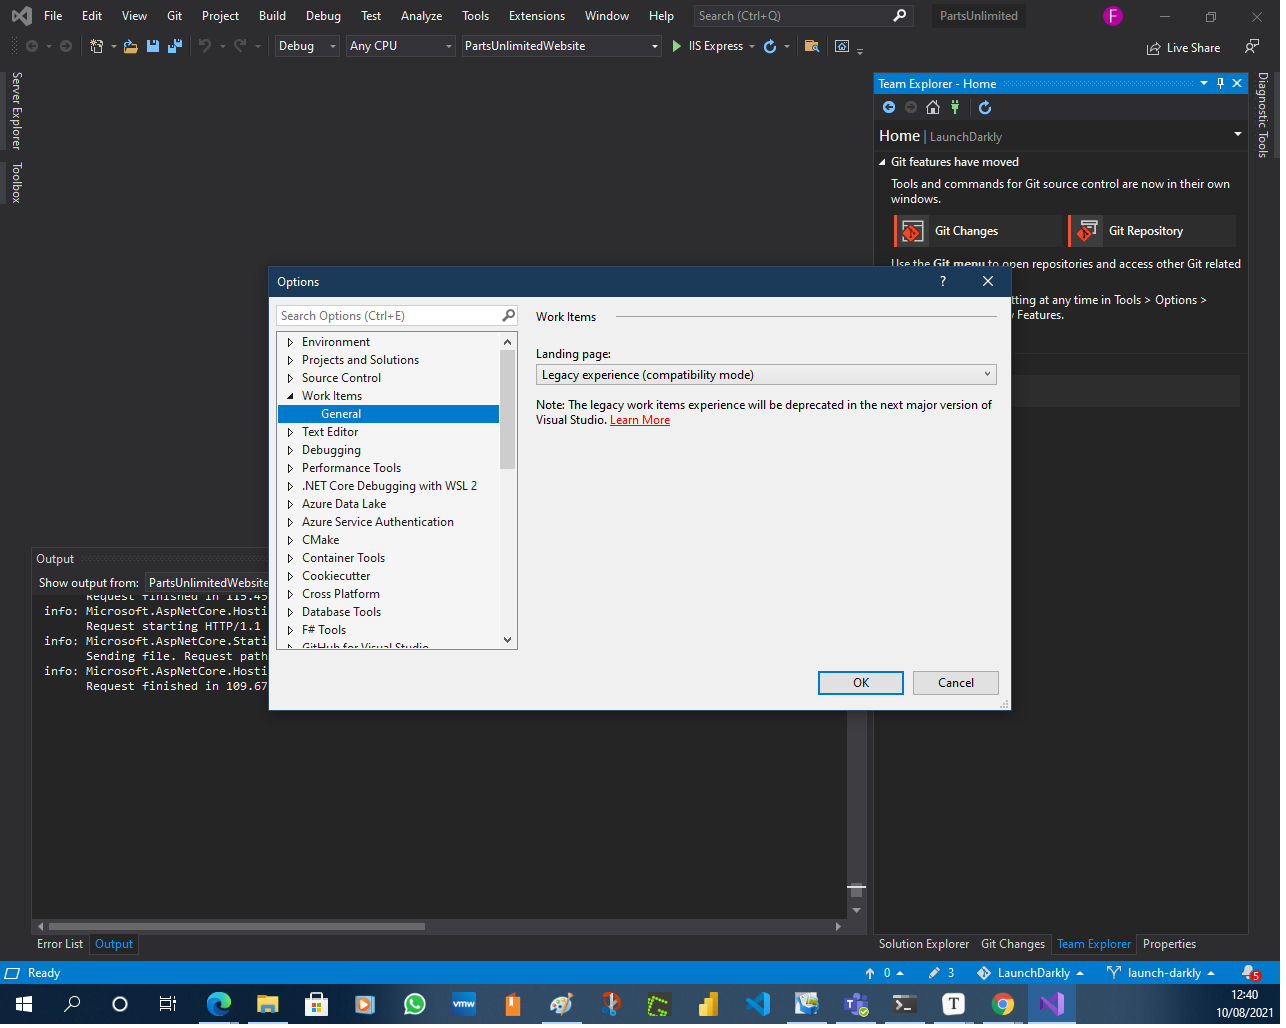 File Edit View Git Project Build Debug Test Analyze Tools Extensions Window Help Search (Ctrl+Q) PartsUnlimited F
Debug Any CPU PartsUnlimitedWebsite IIS Express Live Share
Server Explorer
Toolbox
Team Explorer - Home
Home | LaunchDarkly
Git features have moved
Tools and commands for Git source control are now in their own
windows.
Git Changes Git Repository
Use the Git menu to open repositories and access other Git related
tting at any time in Tools > Options >
y Features.
Diagnostic Tools
Options ?
Search Options (Ctrl+E)
Environment
Projects and Solutions
Source Control
Work Items
General
Text Editor
Debugging
Performance Tools
.NET Core Debugging with WSL 2
Azure Data Lake
Azure Service Authentication
CMake
Container Tools
Cookiecutter
Cross Platform
Database Tools
F# Tools
GitHub for Visual Studio
Work Items
Landing page:
Legacy experience (compatibility mode)
Note: The legacy work items experience will be deprecated in the next major version of
Visual Studio. Learn More
OK Cancel
Output
Show output from: PartsUnlimitedWebsite
Request finished in 115.45
info: Microsoft.AspNetCore.Hosti
Request starting HTTP/1.1
info: Microsoft.AspNetCore.Stati
Sending file. Request path
info: Microsoft.AspNetCore.Hosti
Request finished in 109.67
Error List Output
Solution Explorer Git Changes Team Explorer Properties
Ready 0 3 LaunchDarkly launch-darkly 5
vmw T
12:40
10/08/2021